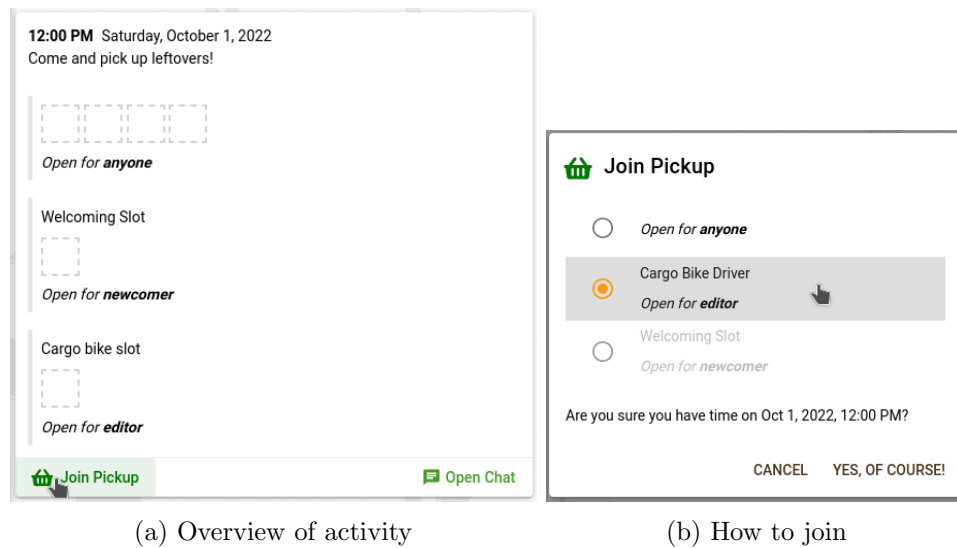 12:00 PM Saturday, October 1, 2022
Come and pick up leftovers!
Open for anyone
Welcoming Slot
Open for newcomer
Cargo bike slot
Open for editor
Join Pickup
Open Chat
(a) Overview of activity
Join Pickup
Open for anyone
Cargo Bike Driver
Open for editor
Welcoming Slot
Open for newcomer
Are you sure you have time on Oct 1, 2022, 12:00 PM?
CANCEL YES, OF COURSE!
(b) How to join